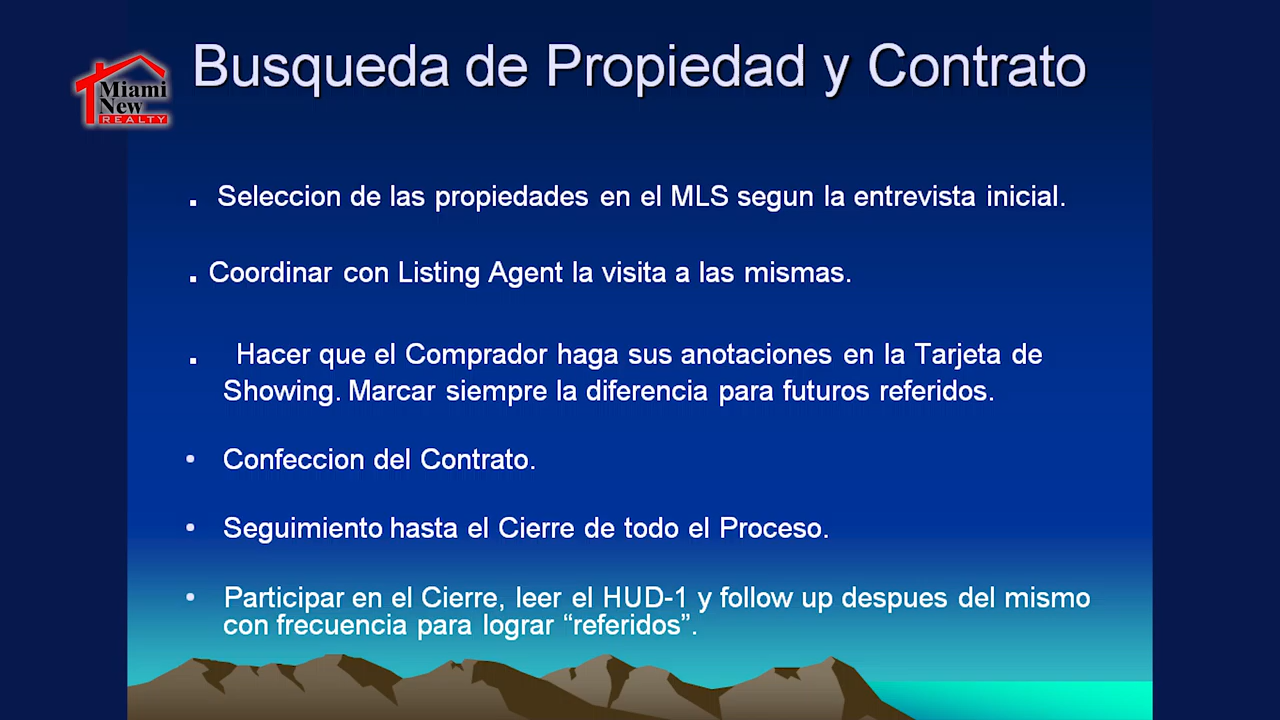 Busqueda de Propiedad y Contrato
Miami
New
REALTY
. Seleccion de las propiedades en el MLS segun la entrevista inicial.
. Coordinar con Listing Agent la visita a las mismas.
. Hacer que el Comprador haga sus anotaciones en la Tarjeta de
Showing. Marcar siempre la diferencia para futuros referidos.
• Confeccion del Contrato.
• Seguimiento hasta el Cierre de todo el Proceso.
• Participar en el Cierre, leer el HUD-1 y follow up despues del mismo
con frecuencia para lograr “referidos”.